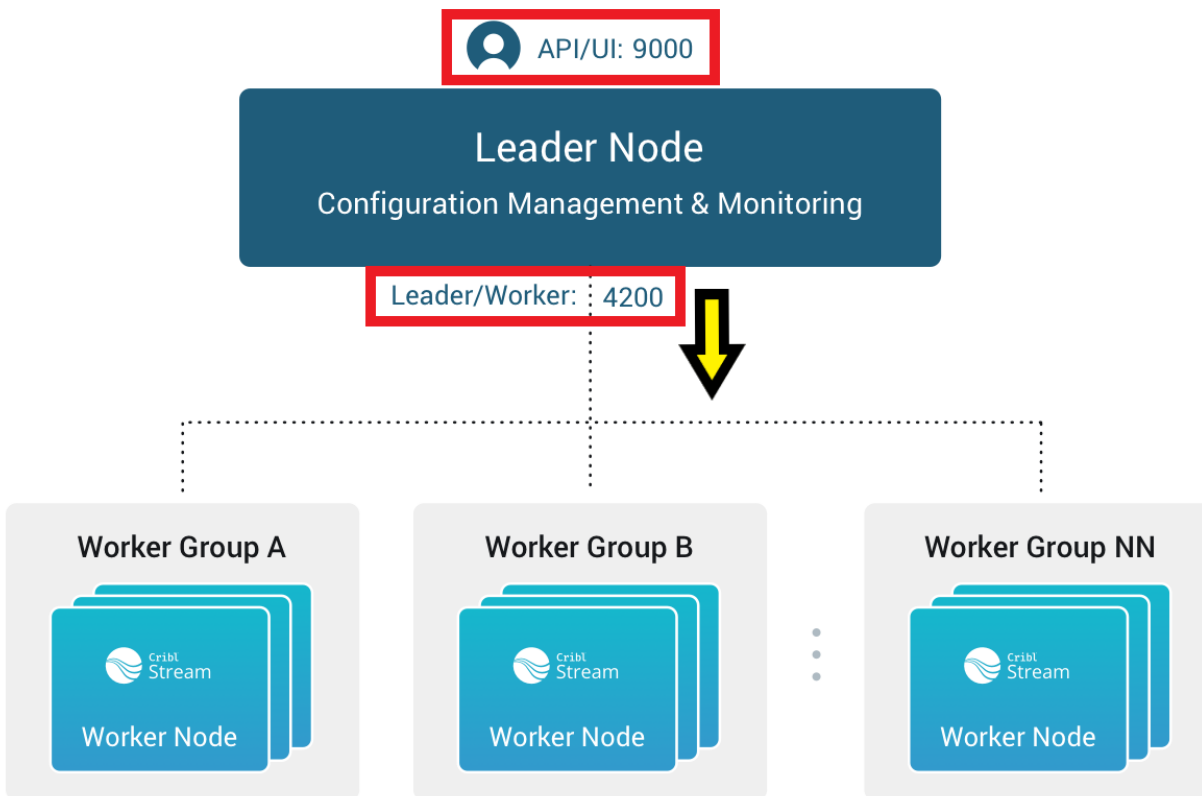 API/UI: 9000
Leader Node
Configuration Management & Monitoring
Leader/Worker: 4200
Worker Group A
Cribl
Stream
Worker Node
Worker Group B
Cribl
Stream
Worker Node
Worker Group NN
Cribl
Stream
Worker Node